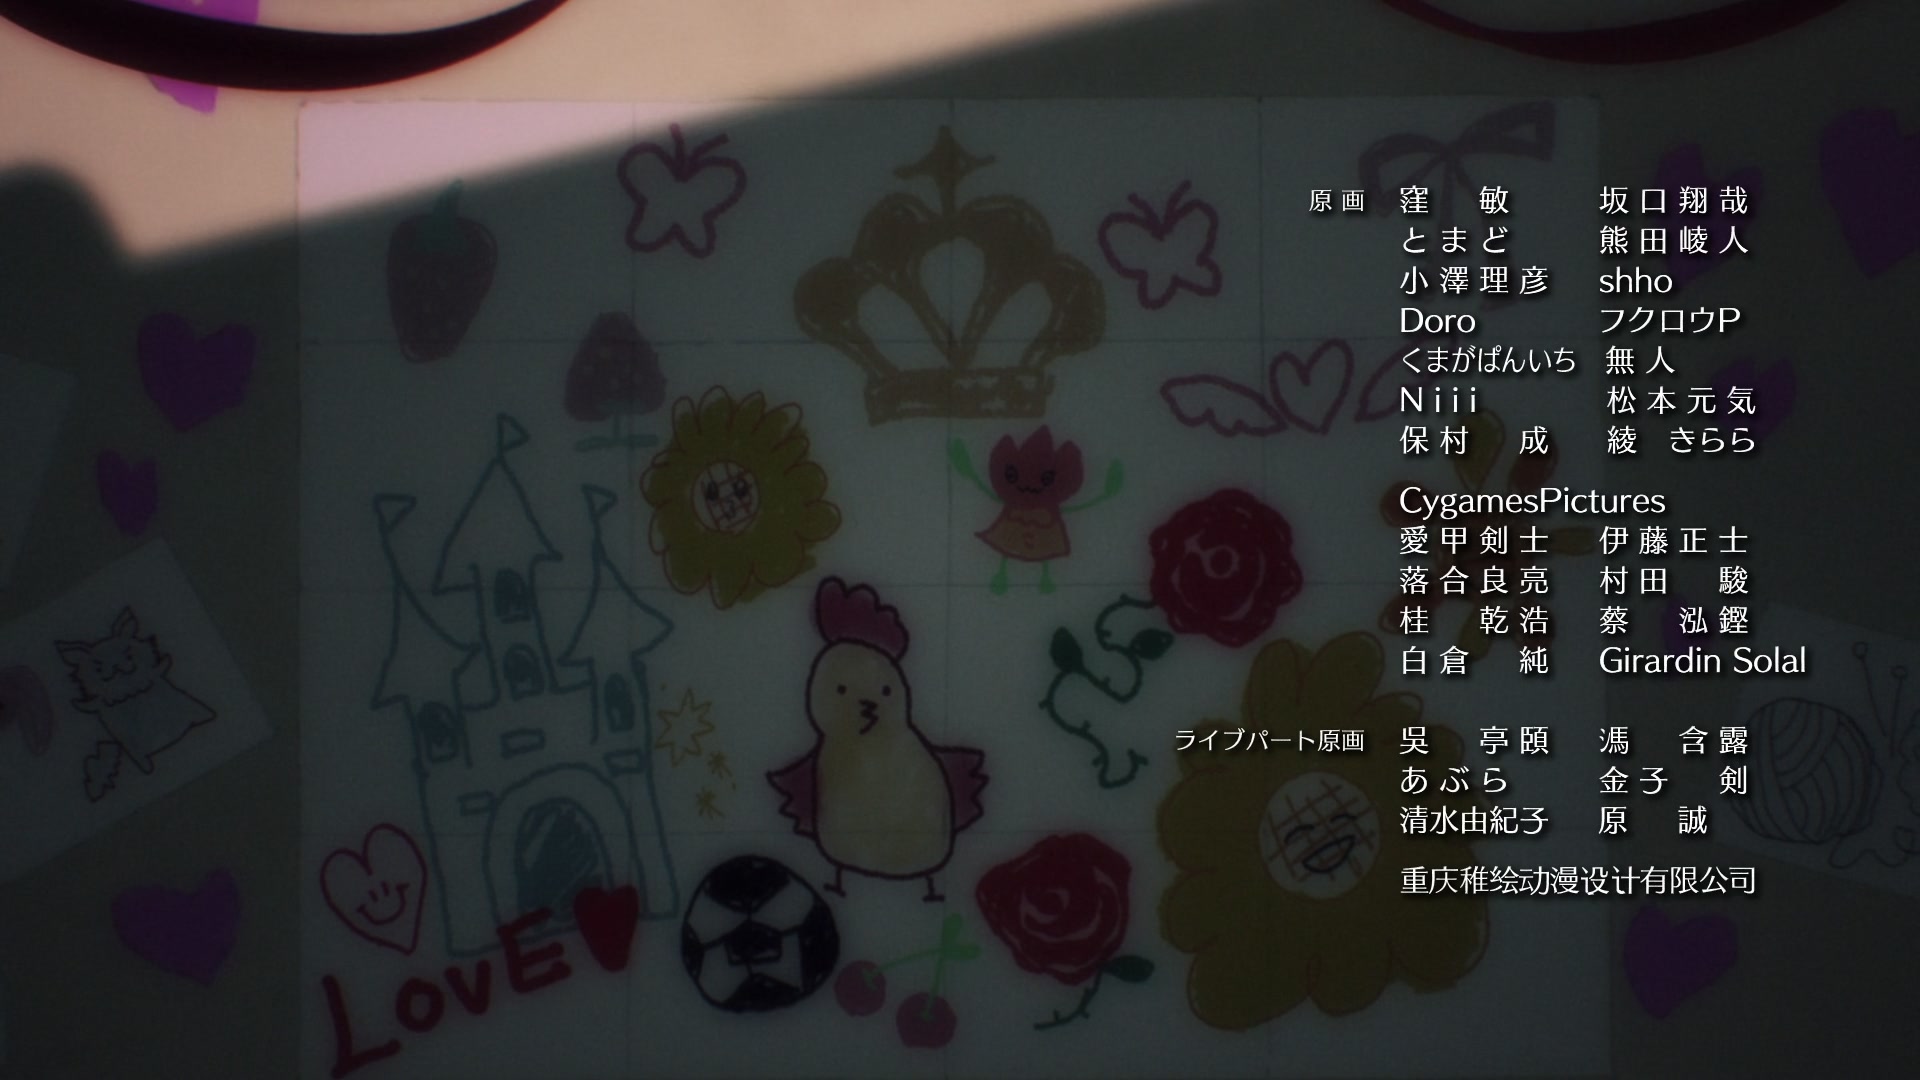 原画 窪 敏 坂口翔哉
とまど 熊田崚人
小澤理彦 shho
Doro フクロウP
くまがぱんいち 無人
Niii 松本元気
保村 成 綾 きらら
CygamesPictures
愛甲剣士 伊藤正士
落合良亮 村田 駿
桂 乾浩 蔡 泓鏗
白倉 純 Girardin Solal
ライブパート原画 吳 亭頤 馮 含露
あぶら 金子 剣
清水由紀子 原 誠
重庆稚绘动漫设计有限公司
LOVE